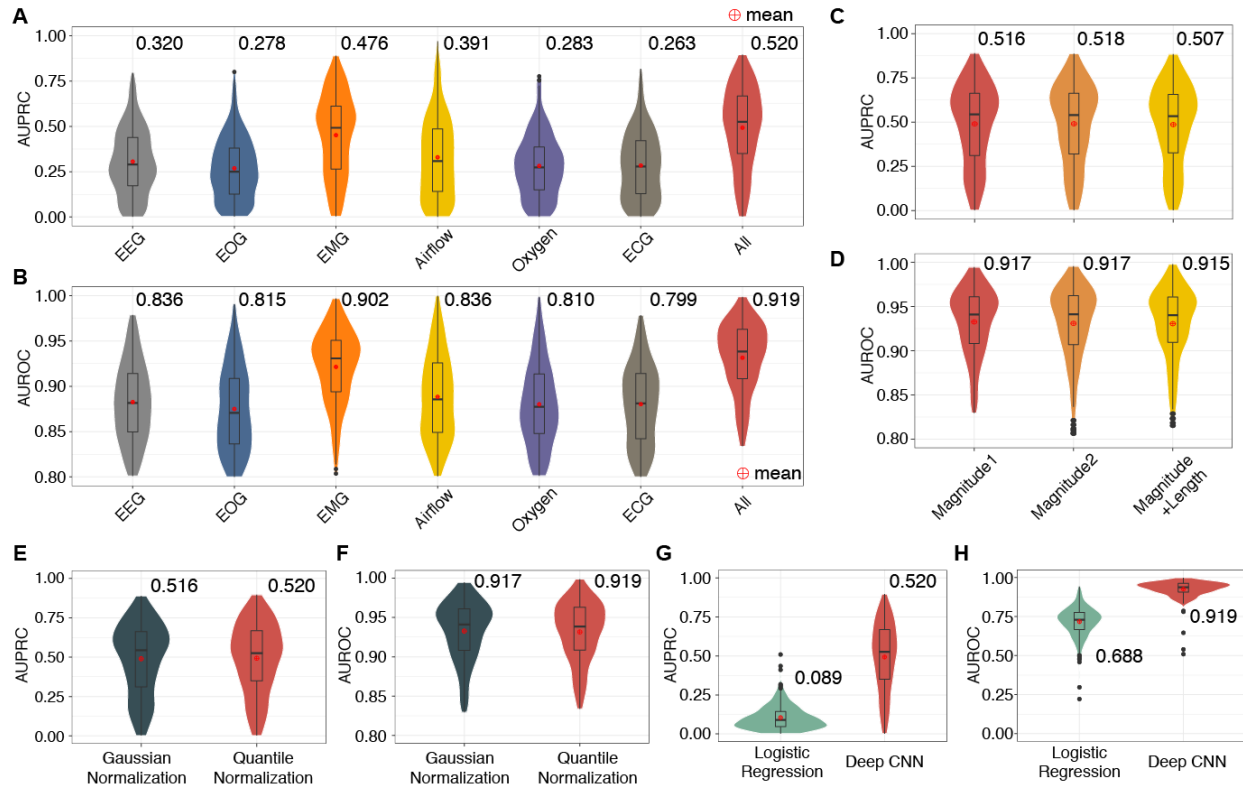 A
mean
AUPRC
1.00
0.75
0.50
0.25
0.00
0.320
0.278
0.476
0.391
0.283
0.263
0.520
EEG
EOG
EMG
Airflow
Oxygen
ECG
All
B
AUROC
1.00
0.95
0.90
0.85
0.80
0.836
0.815
0.902
0.836
0.810
0.799
0.919
mean
EEG
EOG
EMG
Airflow
Oxygen
ECG
All
C
AUPRC
1.00
0.75
0.50
0.25
0.00
0.516
0.518
0.507
D
AUROC
1.00
0.95
0.90
0.85
0.80
0.917
0.917
0.915
Magnitude1
Magnitude2
Magnitude
+Length
E
AUPRC
1.00
0.75
0.50
0.25
0.00
0.516
0.520
Gaussian
Normalization
Quantile
Normalization
F
AUROC
1.00
0.95
0.90
0.85
0.80
0.917
0.919
Gaussian
Normalization
Quantile
Normalization
G
AUPRC
1.00
0.75
0.50
0.25
0.00
0.089
0.520
Logistic
Regression
Deep CNN
H
AUROC
1.00
0.75
0.50
0.25
0.00
0.688
0.919
Logistic
Regression
Deep CNN